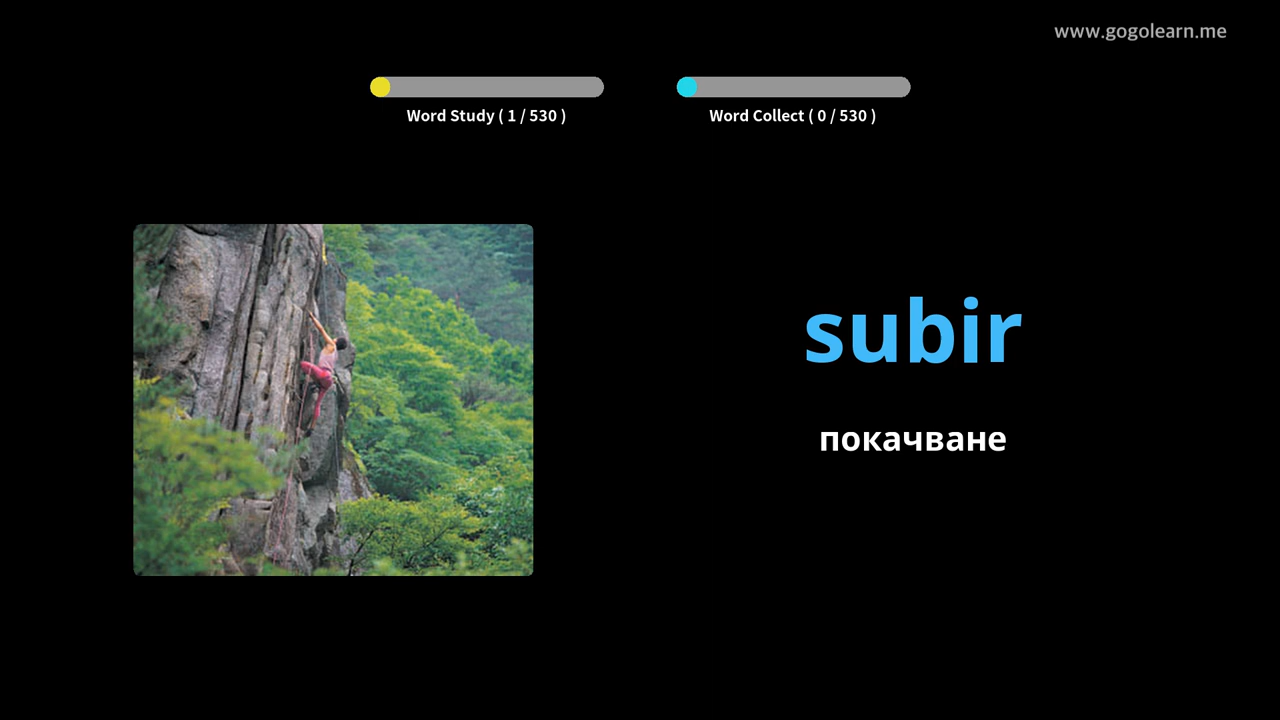 www.gogolearn.me
Word Study ( 1 / 530 )
Word Collect ( 0 / 530 )
subir
покачване